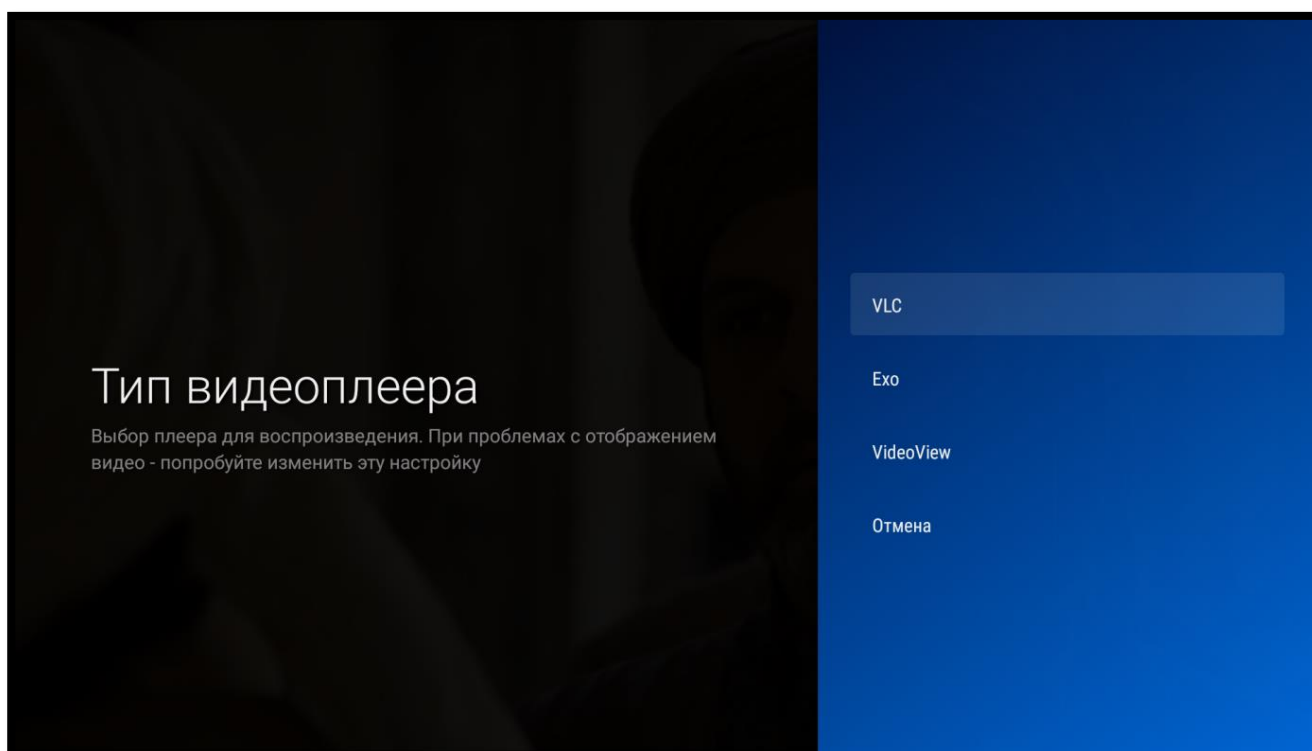 Тип видеоплеера
Выбор плеера для воспроизведения. При проблемах с отображением
видео - попробуйте изменить эту настройку
VLC
Exo
VideoView
Отмена